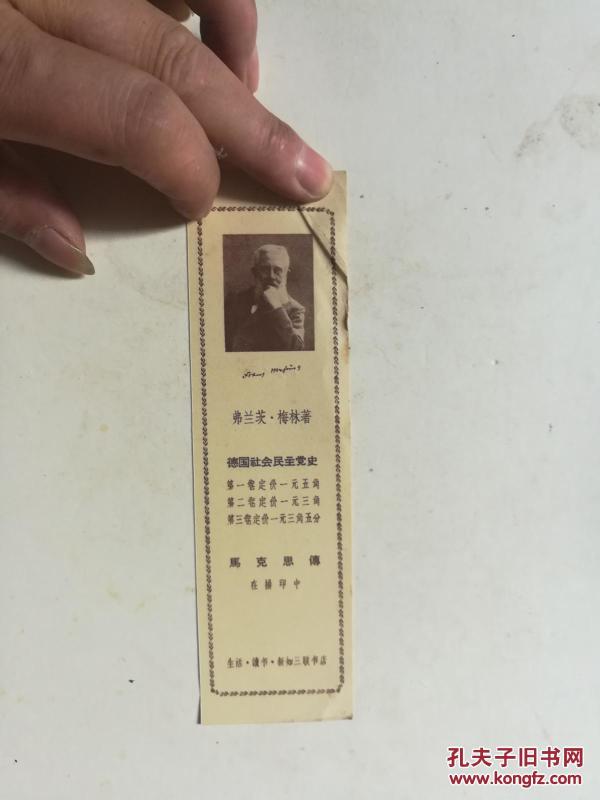 弗兰茨·梅林著
德国社会民主党史
第一卷定价一元五角
第二卷定价一元三角
第三卷定价一元三角五分
馬克思傳
在排印中
生活·讀书·新知三联书店
孔夫子旧书网
www.kongfz.com